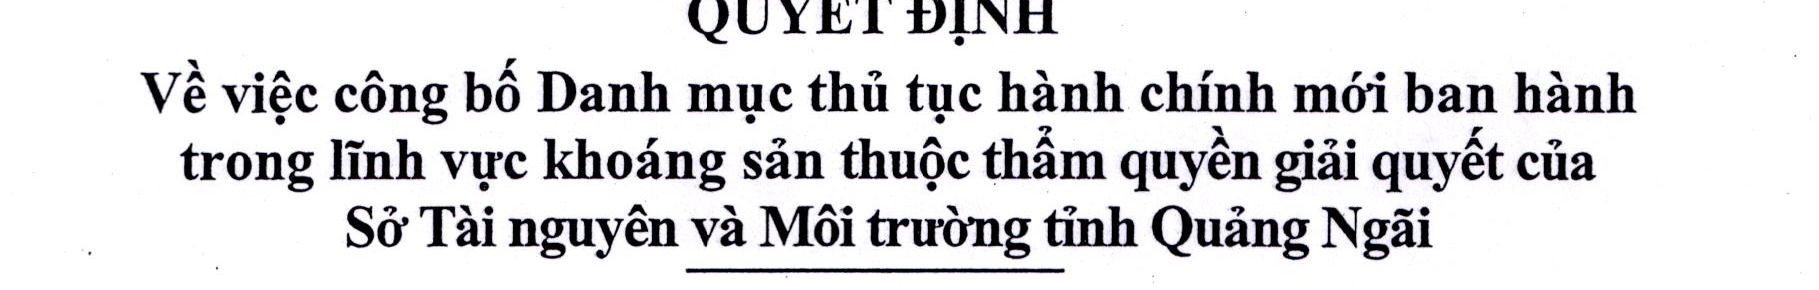 QUYẾT ĐỊNH
Về việc công bố Danh mục thủ tục hành chính mới ban hành
trong lĩnh vực khoáng sản thuộc thẩm quyền giải quyết của
Sở Tài nguyên và Môi trường tỉnh Quảng Ngãi